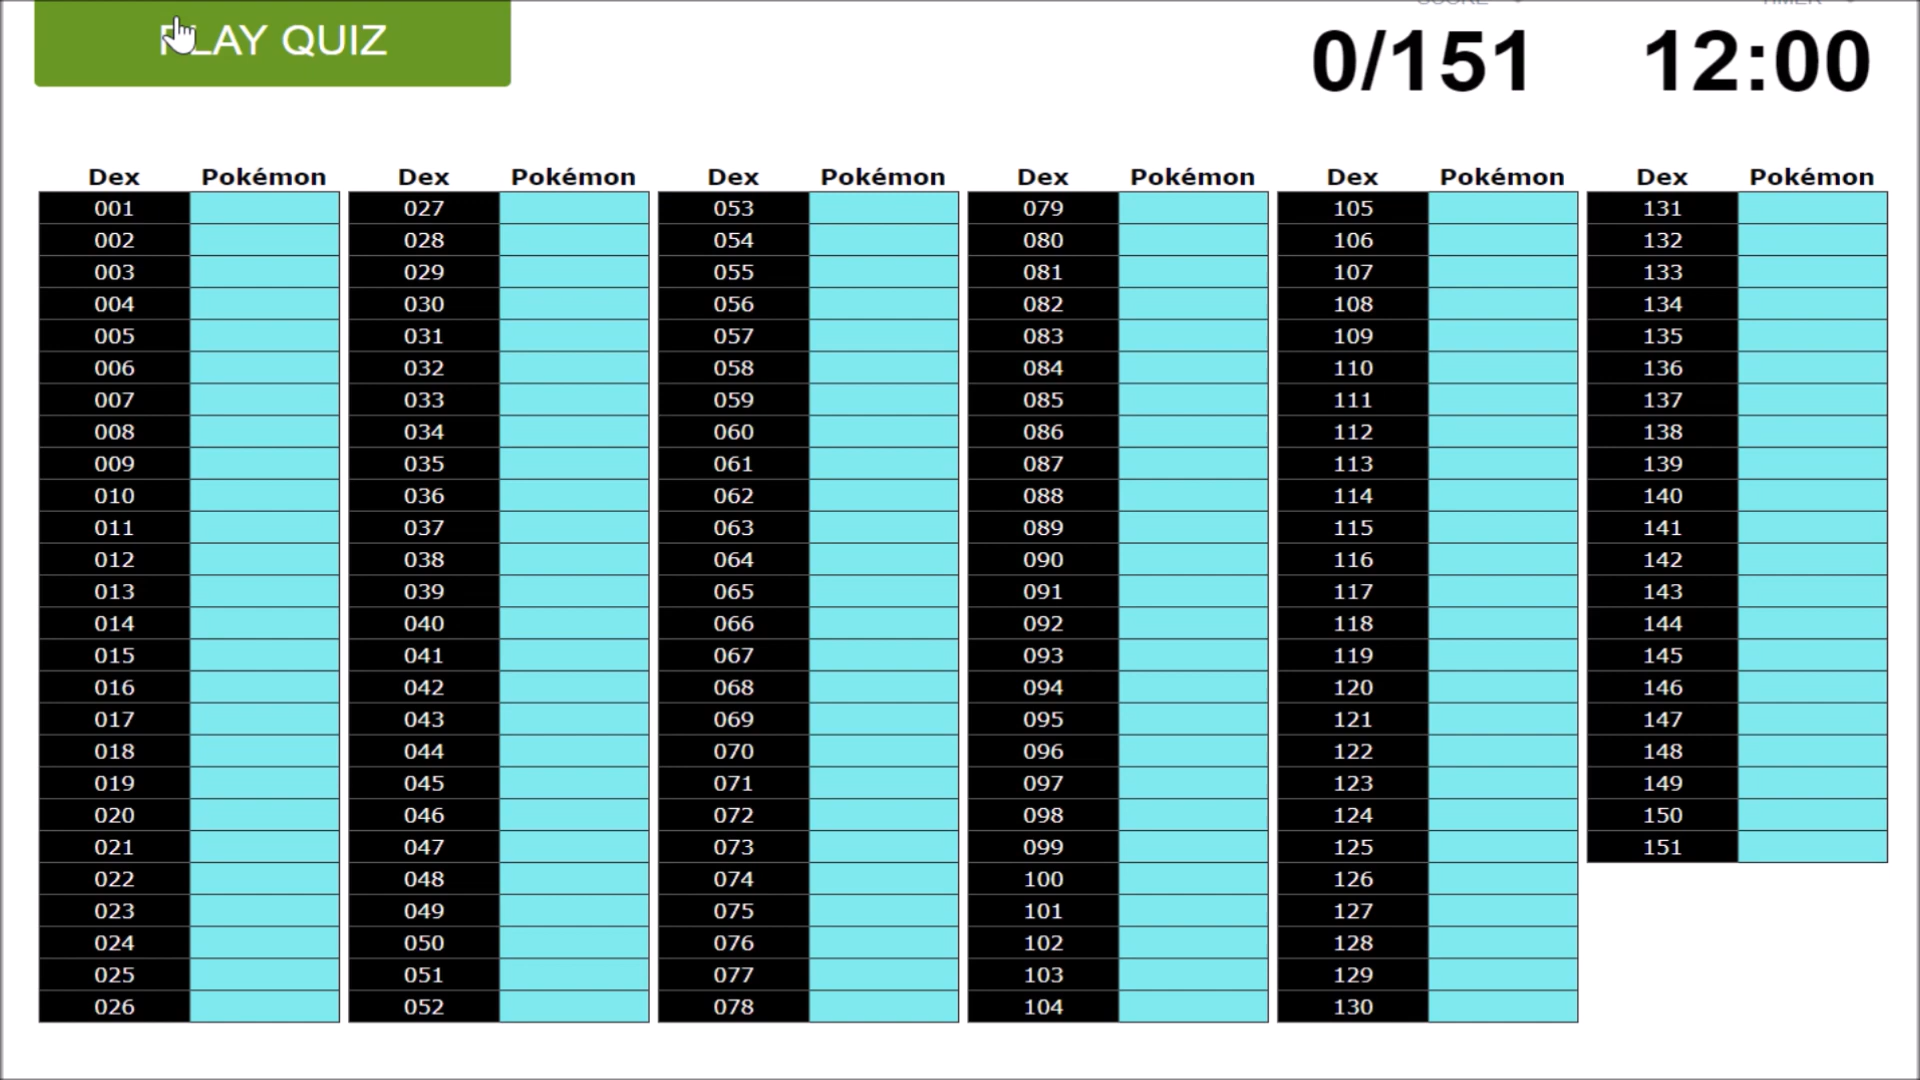 PLAY QUIZ
SCORE
TIMER
0/151 12:00
Dex Pokémon Dex Pokémon Dex Pokémon Dex Pokémon Dex Pokémon Dex Pokémon
001 027 053 079 105 131
002 028 054 080 106 132
003 029 055 081 107 133
004 030 056 082 108 134
005 031 057 083 109 135
006 032 058 084 110 136
007 033 059 085 111 137
008 034 060 086 112 138
009 035 061 087 113 139
010 036 062 088 114 140
011 037 063 089 115 141
012 038 064 090 116 142
013 039 065 091 117 143
014 040 066 092 118 144
015 041 067 093 119 145
016 042 068 094 120 146
017 043 069 095 121 147
018 044 070 096 122 148
019 045 071 097 123 149
020 046 072 098 124 150
021 047 073 099 125 151
022 048 074 100 126
023 049 075 101 127
024 050 076 102 128
025 051 077 103 129
026 052 078 104 130